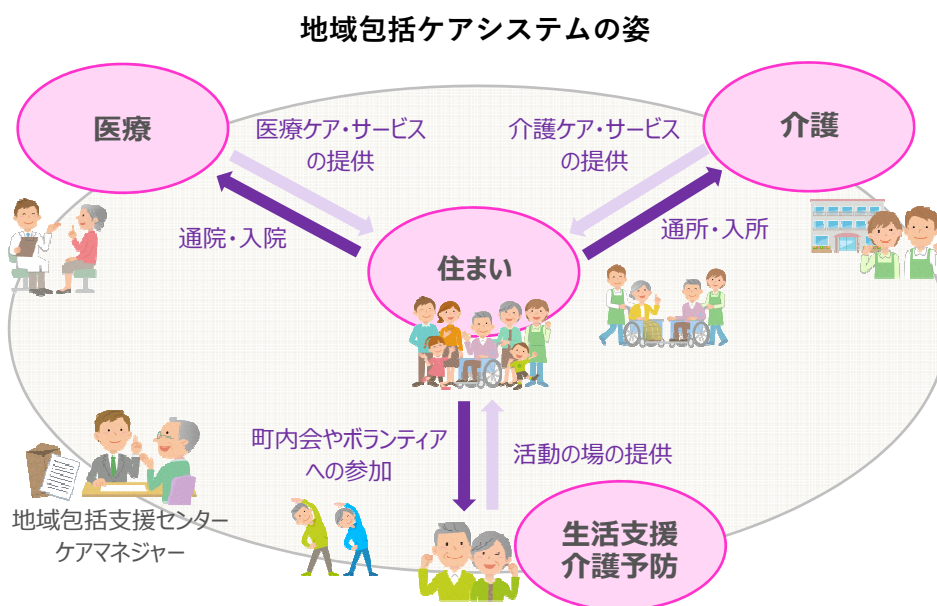 地域包括ケアシステムの姿
医療
医療ケア・サービス
の提供
介護ケア・サービス
の提供
介護
通院・入院
住まい
通所・入所
町内会やボランティア
への参加
活動の場の提供
地域包括支援センター
ケアマネジャー
生活支援
介護予防